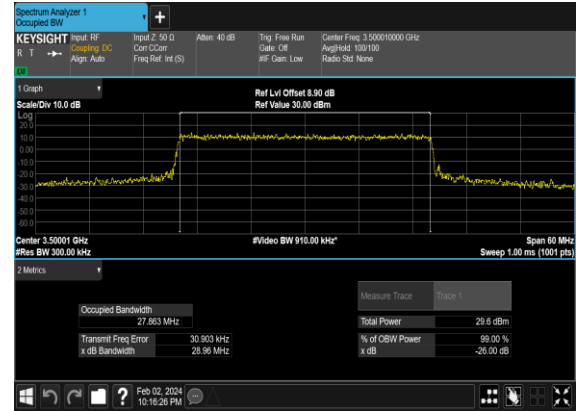 Spectrum Analyzer 1
Occupied BW
KEYSIGHT
R T
LV
Input: RF
Coupling: DC
Align: Auto
Input Z: 50 Ω
Corr CCorr
Freq Ref: Int (S)
Atten: 40 dB
Trig: Free Run
Gate: Off
#IF Gain: Low
Center Freq: 3.500010000 GHz
Avg|Hold: 100/100
Radio Std: None
1 Graph
Scale/Div 10.0 dB
Ref Lvl Offset 8.90 dB
Ref Value 30.00 dBm
Log
20.0
10.0
0.00
-10.0
-20.0
-30.0
-40.0
-50.0
-60.0
Center 3.50001 GHz
#Video BW 910.00 kHz*
Span 60 MHz
#Res BW 300.00 kHz
Sweep 1.00 ms (1001 pts)
2 Metrics
Measure Trace Trace 1
Occupied Bandwidth
27.863 MHz
Total Power 29.6 dBm
Transmit Freq Error 30.903 kHz
% of OBW Power 99.00 %
x dB Bandwidth 28.96 MHz
x dB -26.00 dB
?
Feb 02, 2024
10:16:26 PM